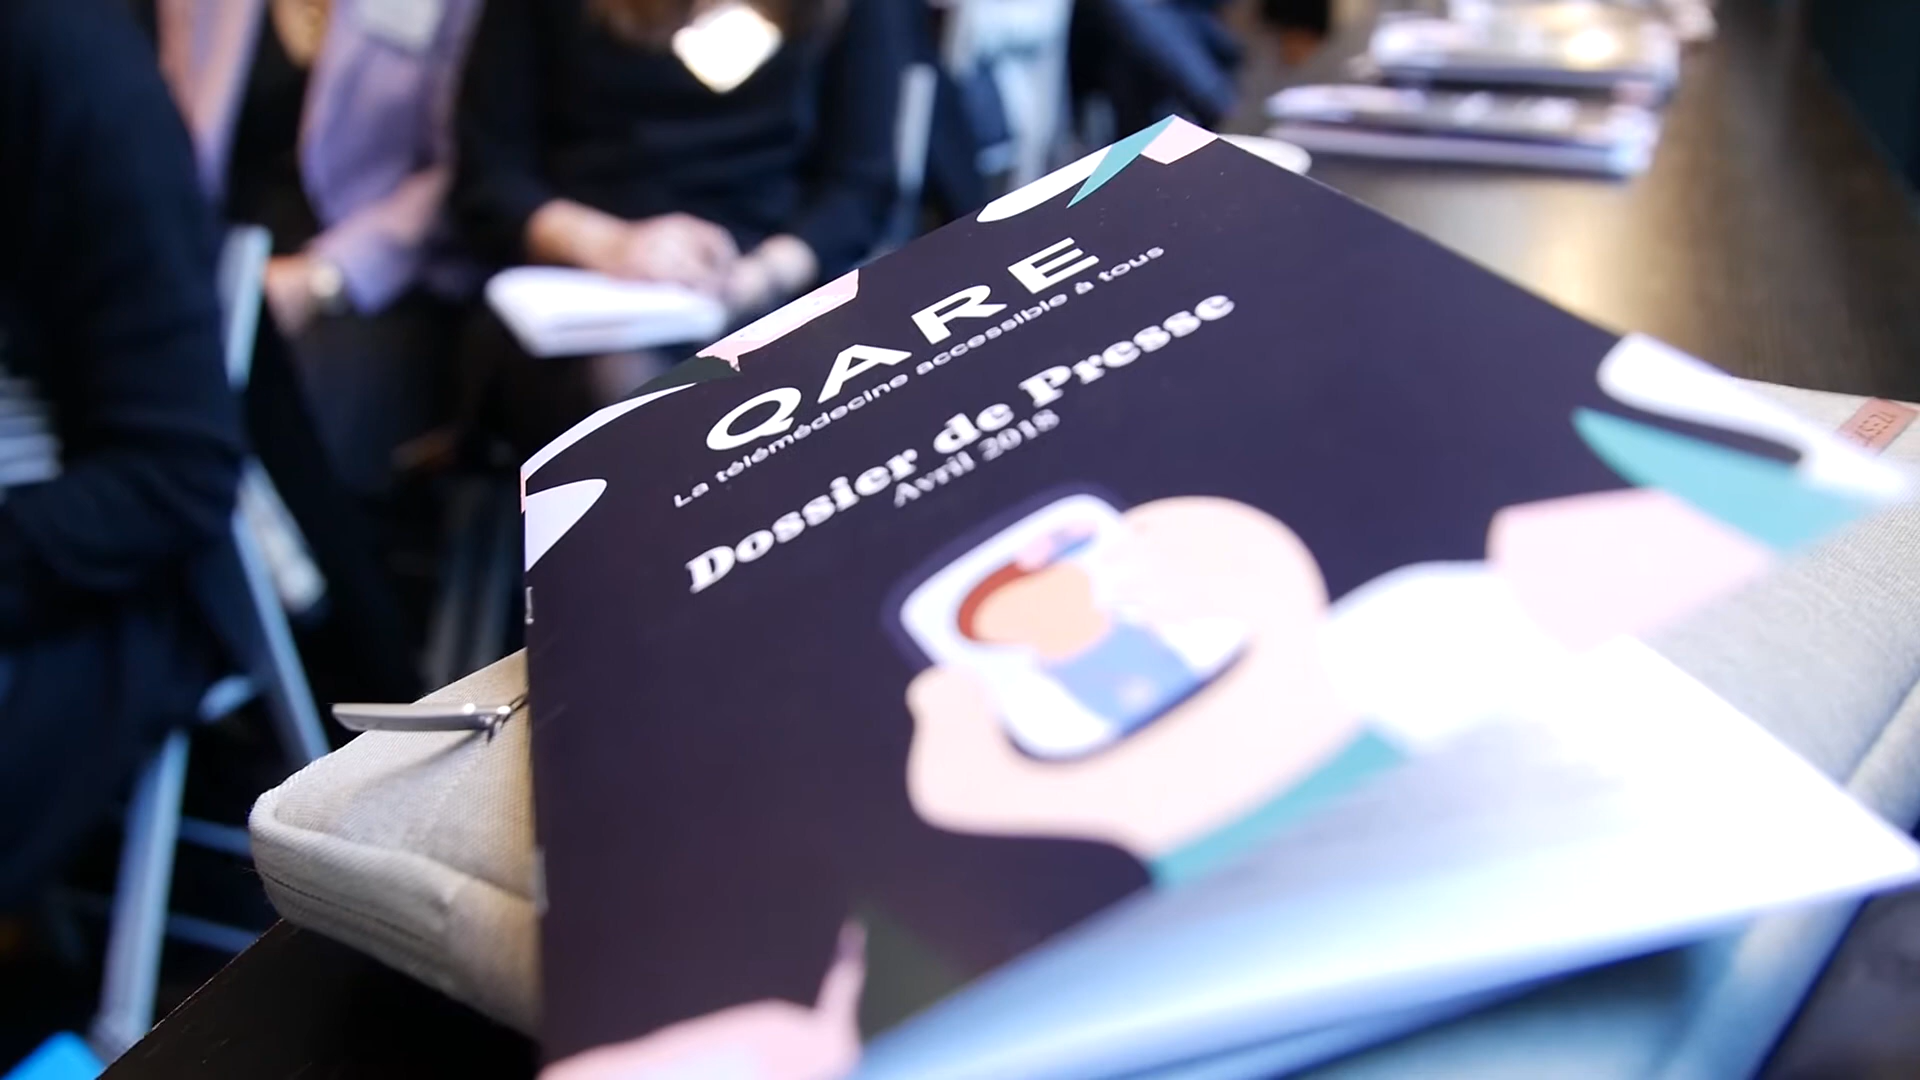 QARE
La télémédecine accessible à tous
Dossier de Presse
Avril 2018